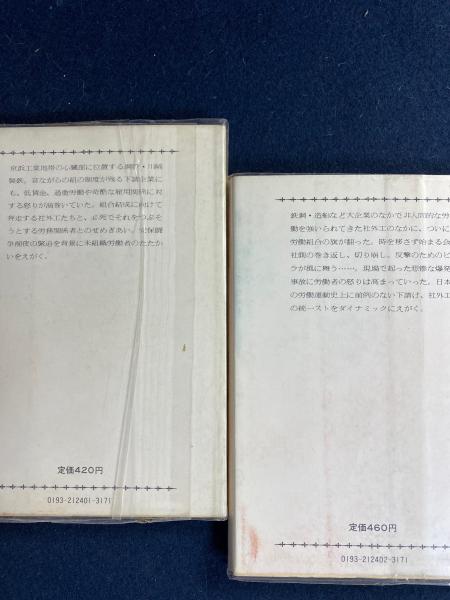 京浜工業地帯の心臓部に位置する鋼管・川崎
製鉄。昔ながらの組の制度が残る下請企業に
も、低賃金、過重労働や苛酷な雇用関係に対
する怒りが渦巻いていた。組合結成に向けて
奔走する社外工たちと、必死でそれをつぶそ
うとする労務関係者とのせめぎあい。安保闘
争前夜の緊迫を背景に未組織労働者のたたか
いをえがく。
定価420円
0193-212401-3171
鉄鋼・造船など大企業のなかで非人間的な労
働を強いられてきた社外工のなかに、ついに
労働組合の旗が翻った。時を移さず始まる会
社側の巻き返し、切り崩し、反撃のためのビ
ラが風に舞う……。現場で起った悲惨な爆発
事故に労働者の怒りは高まっていった。日本
の労働運動史上に前例のない下請け、社外工
の統一ストをダイナミックにえがく。
定価460円
0193-212402-3171